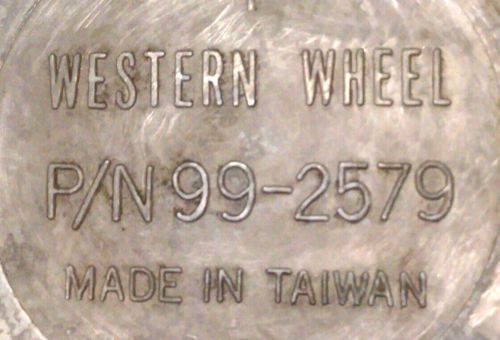 WESTERN WHEEL
P/N 99-2579
MADE IN TAIWAN